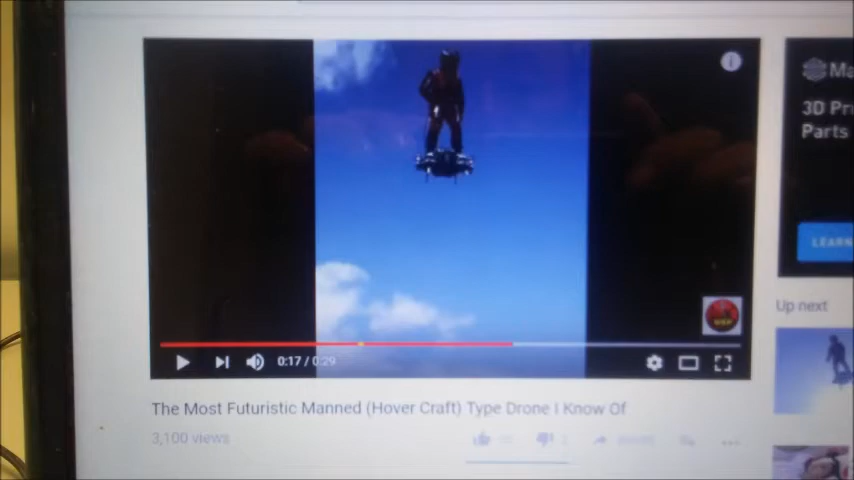 Ma
3D Pri
Parts
LEARN
Up next
0:17 / 0:29
The Most Futuristic Manned (Hover Craft) Type Drone I Know Of
3,100 views